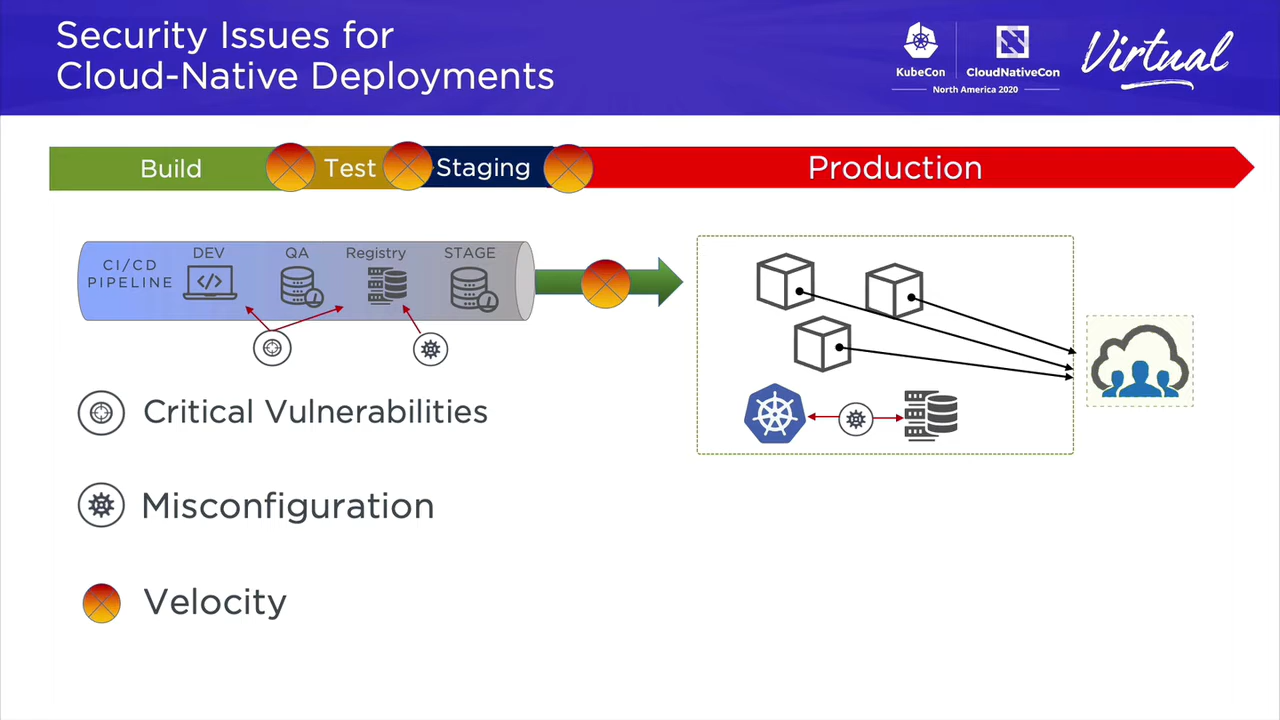 Security Issues for
Cloud-Native Deployments
KubeCon
CloudNativeCon
North America 2020
Virtual
Build
Test
Staging
Production
CI/CD
PIPELINE
DEV
QA
Registry
STAGE
Critical Vulnerabilities
Misconfiguration
Velocity